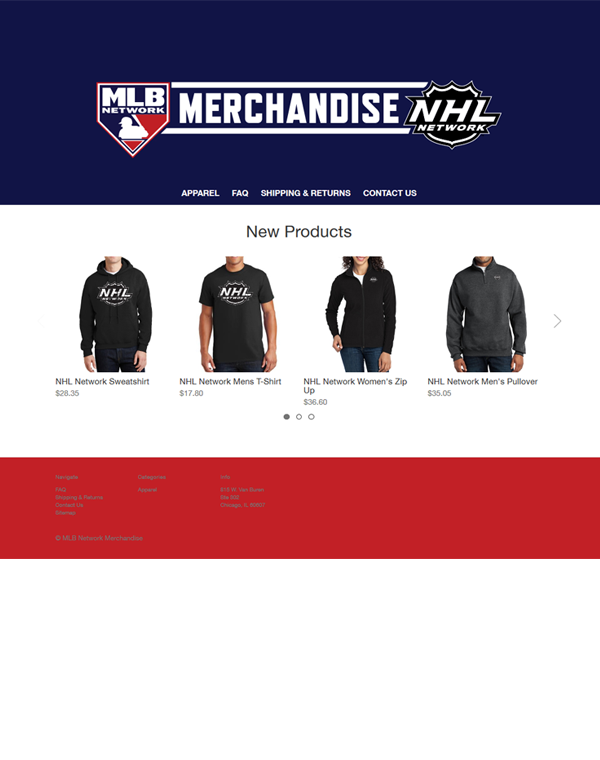 MLB
NETWORK
MERCHANDISE
NHL
NETWORK
APPAREL FAQ SHIPPING & RETURNS CONTACT US
New Products
NHL
NETWORK
NHL
NETWORK
NHL Network Sweatshirt
$28.35
NHL Network Mens T-Shirt
$17.80
NHL Network Women's Zip
Up
$36.60
NHL Network Men's Pullover
$35.05
Navigate
FAQ
Shipping & Returns
Contact Us
Sitemap
Categories
Apparel
Info
W. Van Buren
Chicago, IL 60607
© MLB Network Merchandise